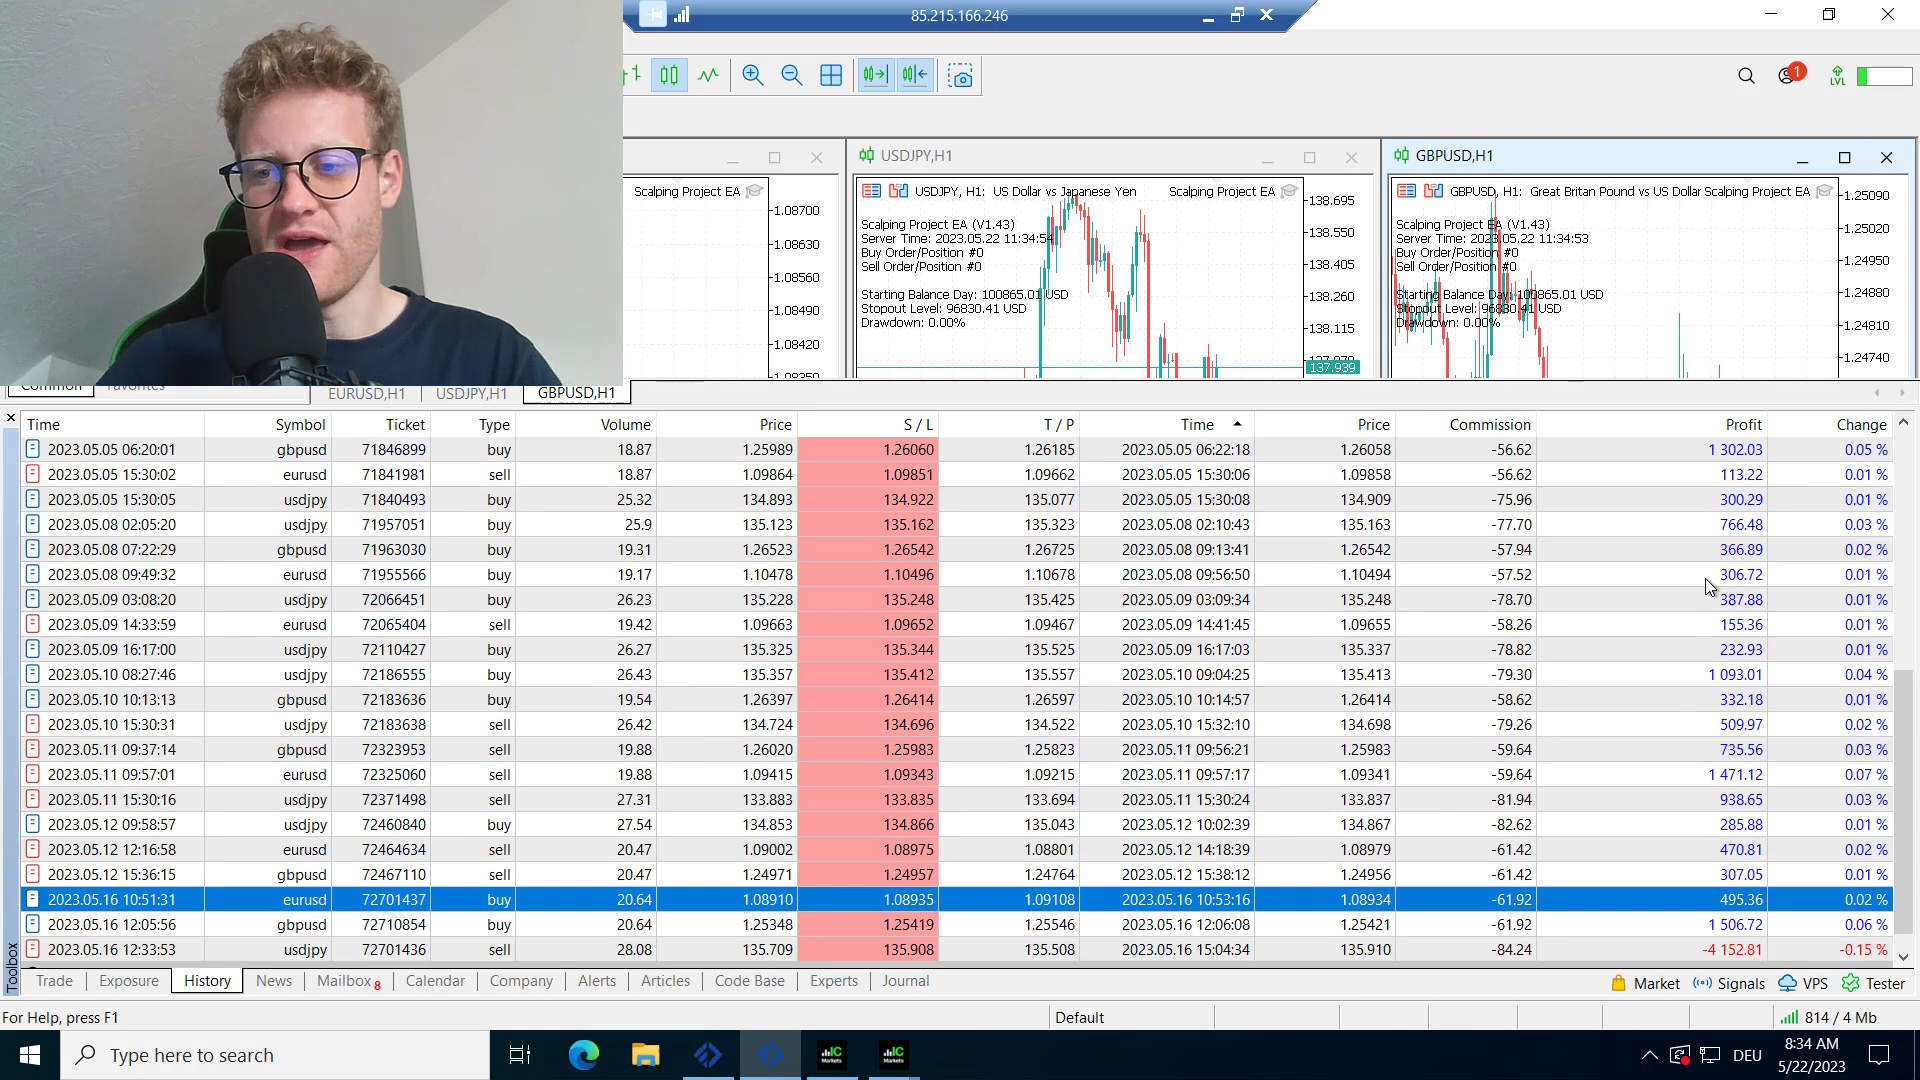 85.215.166.246
1
LVL
USDJPY,H1
GBPUSD,H1
Scalping Project EA
1.08700
1.08630
1.08560
1.08490
1.08420
1.08350
USDJPY, H1: US Dollar vs Japanese Yen
Scalping Project EA
Scalping Project EA (V1.43)
Server Time: 2023.05.22 11:34:54
Buy Order/Position #0
Sell Order/Position #0
Starting Balance Day: 100865.01 USD
Stopout Level: 96830.41 USD
Drawdown: 0.00%
138.695
138.550
138.405
138.260
138.115
137.970
137.939
GBPUSD, H1: Great Britan Pound vs US Dollar
Scalping Project EA
Scalping Project EA (V1.43)
Server Time: 2023.05.22 11:34:53
Buy Order/Position #0
Sell Order/Position #0
Starting Balance Day: 100865.01 USD
Stopout Level: 96830.41 USD
Drawdown: 0.00%
1.25090
1.25020
1.24950
1.24880
1.24810
1.24740
Common Favorites
EURUSD,H1 USDJPY,H1 GBPUSD,H1
Time Symbol Ticket Type Volume Price S / L T / P Time Price Commission Profit Change
2023.05.05 06:20:01 gbpusd 71846899 buy 18.87 1.25989 1.26060 1.26185 2023.05.05 06:22:18 1.26058 -56.62 1 302.03 0.05 %
2023.05.05 15:30:02 eurusd 71841981 sell 18.87 1.09864 1.09851 1.09662 2023.05.05 15:30:06 1.09858 -56.62 113.22 0.01 %
2023.05.05 15:30:05 usdjpy 71840493 buy 25.32 134.893 134.922 135.077 2023.05.05 15:30:08 134.909 -75.96 300.29 0.01 %
2023.05.08 02:05:20 usdjpy 71957051 buy 25.9 135.123 135.162 135.323 2023.05.08 02:10:43 135.163 -77.70 766.48 0.03 %
2023.05.08 07:22:29 gbpusd 71963030 buy 19.31 1.26523 1.26542 1.26725 2023.05.08 09:13:41 1.26542 -57.94 366.89 0.02 %
2023.05.08 09:49:32 eurusd 71955566 buy 19.17 1.10478 1.10496 1.10678 2023.05.08 09:56:50 1.10494 -57.52 306.72 0.01 %
2023.05.09 03:08:20 usdjpy 72066451 buy 26.23 135.228 135.248 135.425 2023.05.09 03:09:34 135.248 -78.70 387.88 0.01 %
2023.05.09 14:33:59 eurusd 72065404 sell 19.42 1.09663 1.09652 1.09467 2023.05.09 14:41:45 1.09655 -58.26 155.36 0.01 %
2023.05.09 16:17:00 usdjpy 72110427 buy 26.27 135.325 135.344 135.525 2023.05.09 16:17:03 135.337 -78.82 232.93 0.01 %
2023.05.10 08:27:46 usdjpy 72186555 buy 26.43 135.357 135.412 135.557 2023.05.10 09:04:25 135.413 -79.30 1 093.01 0.04 %
2023.05.10 10:13:13 gbpusd 72183636 buy 19.54 1.26397 1.26414 1.26597 2023.05.10 10:14:57 1.26414 -58.62 332.18 0.01 %
2023.05.10 15:30:31 usdjpy 72183638 sell 26.42 134.724 134.696 134.522 2023.05.10 15:32:10 134.698 -79.26 509.97 0.02 %
2023.05.11 09:37:14 gbpusd 72323953 sell 19.88 1.26020 1.25983 1.25823 2023.05.11 09:56:21 1.25983 -59.64 735.56 0.03 %
2023.05.11 09:57:01 eurusd 72325060 sell 19.88 1.09415 1.09343 1.09215 2023.05.11 09:57:17 1.09341 -59.64 1 471.12 0.07 %
2023.05.11 15:30:16 usdjpy 72371498 sell 27.31 133.883 133.835 133.694 2023.05.11 15:30:24 133.837 -81.94 938.65 0.03 %
2023.05.12 09:58:57 usdjpy 72460840 buy 27.54 134.853 134.866 135.043 2023.05.12 10:02:39 134.867 -82.62 285.88 0.01 %
2023.05.12 12:16:58 eurusd 72464634 sell 20.47 1.09002 1.08975 1.08801 2023.05.12 14:18:39 1.08979 -61.42 470.81 0.02 %
2023.05.12 15:36:15 gbpusd 72467110 sell 20.47 1.24971 1.24957 1.24764 2023.05.12 15:38:12 1.24956 -61.42 307.05 0.01 %
2023.05.16 10:51:31 eurusd 72701437 buy 20.64 1.08910 1.08935 1.09108 2023.05.16 10:53:16 1.08934 -61.92 495.36 0.02 %
2023.05.16 12:05:56 gbpusd 72710854 buy 20.64 1.25348 1.25419 1.25546 2023.05.16 12:06:08 1.25421 -61.92 1 506.72 0.06 %
2023.05.16 12:33:53 usdjpy 72701436 sell 28.08 135.709 135.908 135.508 2023.05.16 15:04:34 135.910 -84.24 -4 152.81 -0.15 %
Toolbox
Trade Exposure History News Mailbox 8 Calendar Company Alerts Articles Code Base Experts Journal
Market Signals VPS Tester
For Help, press F1
Default
814 / 4 Mb
Type here to search
IC
Markets
IC
Markets
DEU
8:34 AM
5/22/2023